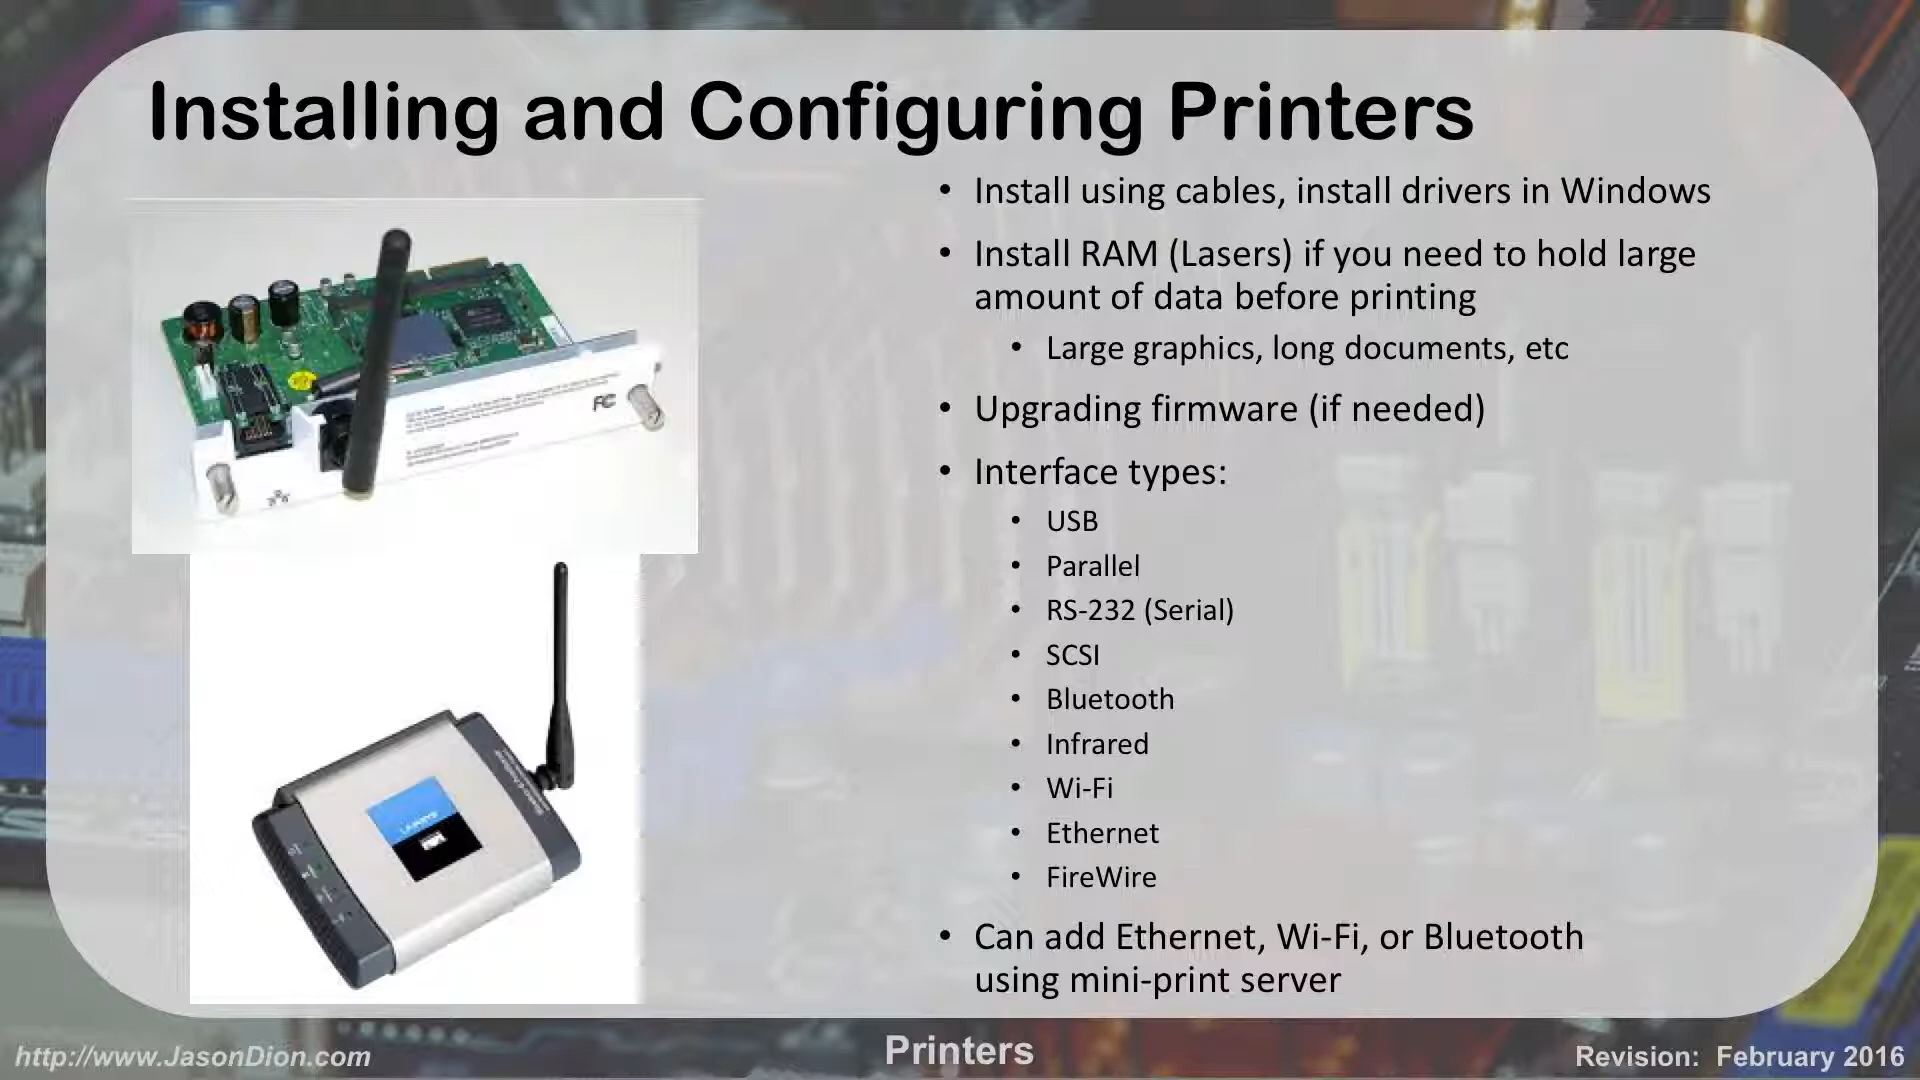 Installing and Configuring Printers
• Install using cables, install drivers in Windows
• Install RAM (Lasers) if you need to hold large
amount of data before printing
• Large graphics, long documents, etc
• Upgrading firmware (if needed)
• Interface types:
• USB
• Parallel
• RS-232 (Serial)
• SCSI
• Bluetooth
• Infrared
• Wi-Fi
• Ethernet
• FireWire
• Can add Ethernet, Wi-Fi, or Bluetooth
using mini-print server
FC
http://www.JasonDion.com
Printers
Revision: February 2016